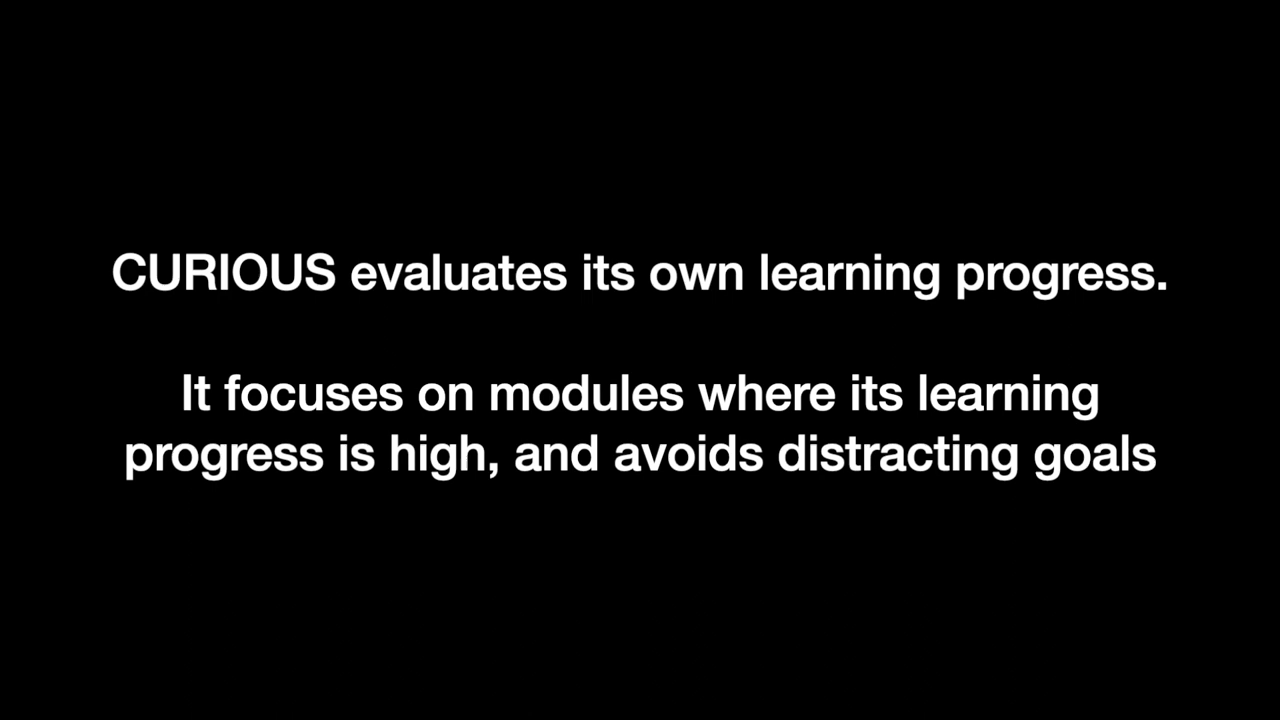 CURIOUS evaluates its own learning progress.
It focuses on modules where its learning
progress is high, and avoids distracting goals